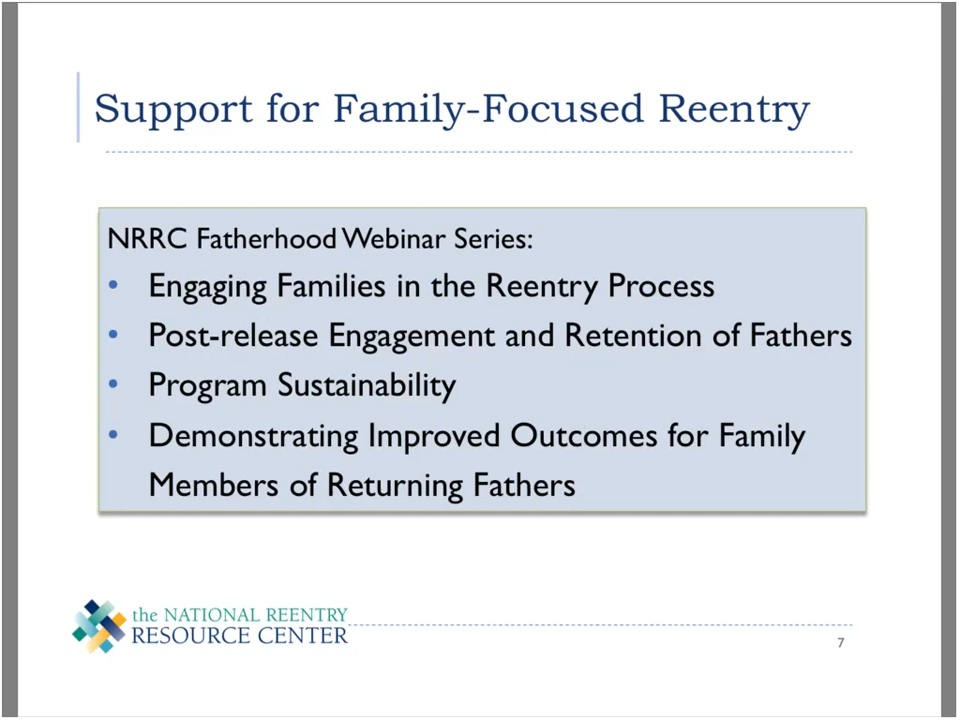 Support for Family-Focused Reentry
NRRC Fatherhood Webinar Series:
• Engaging Families in the Reentry Process
• Post-release Engagement and Retention of Fathers
• Program Sustainability
• Demonstrating Improved Outcomes for Family
Members of Returning Fathers
the NATIONAL REENTRY
RESOURCE CENTER
7